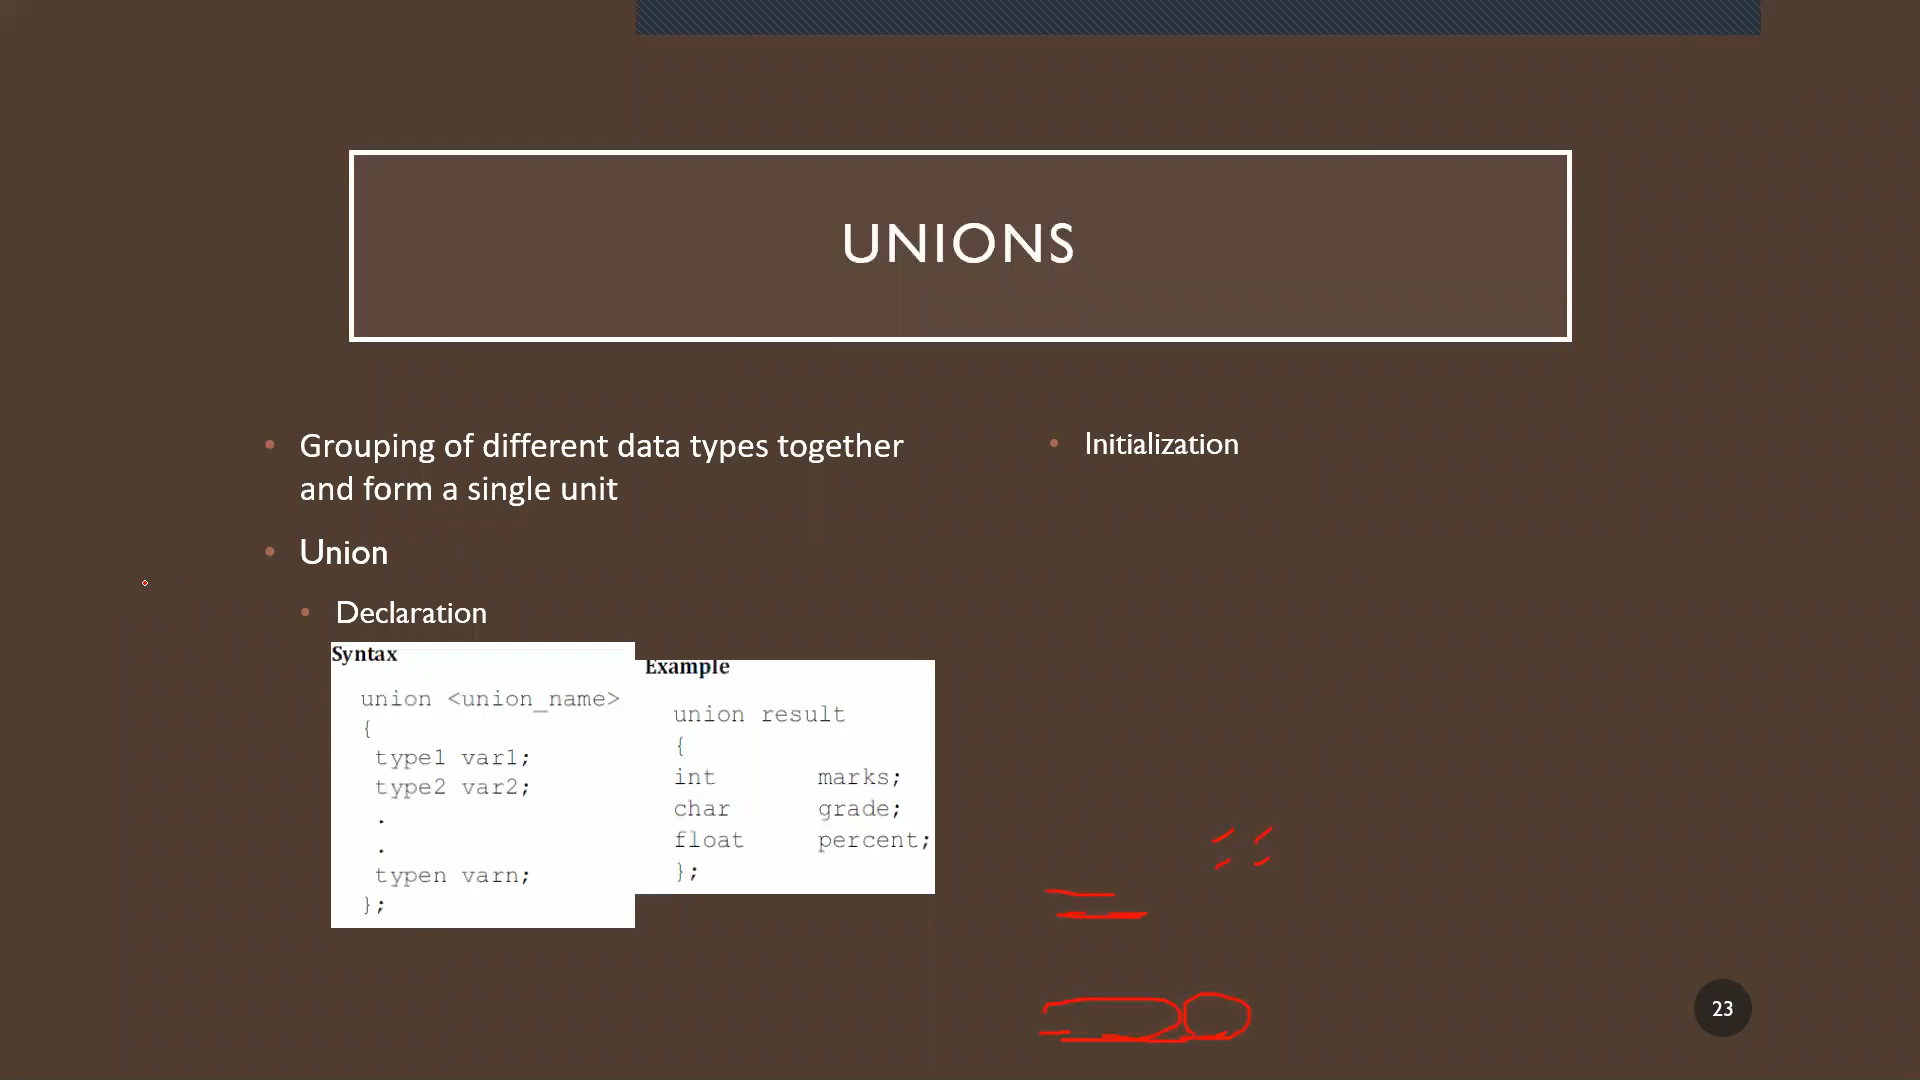 UNIONS
Grouping of different data types together
and form a single unit
Union
Declaration
Syntax
union <union_name>
{
type1 var1;
type2 var2;
.
.
typen varn;
};
Example
union result
{
int marks;
char grade;
float percent;
};
Initialization
23